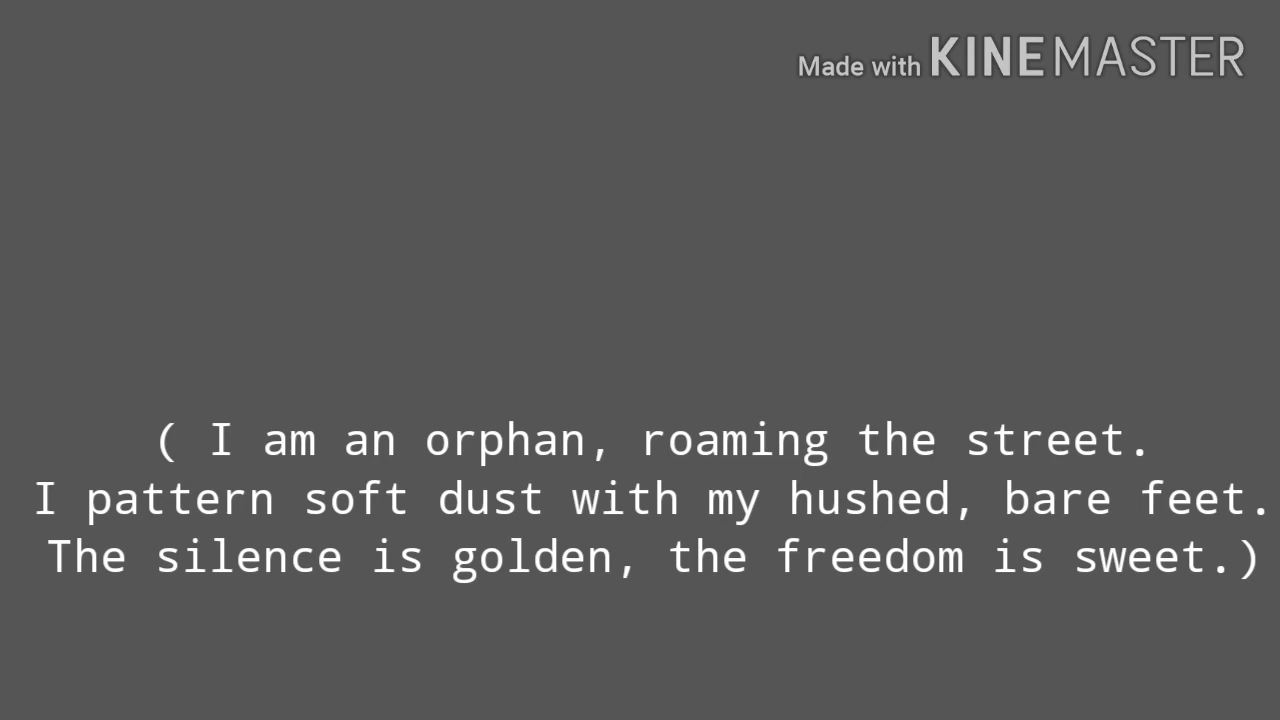 Made with KINEMASTER
( I am an orphan, roaming the street.
I pattern soft dust with my hushed, bare feet.
The silence is golden, the freedom is sweet.)